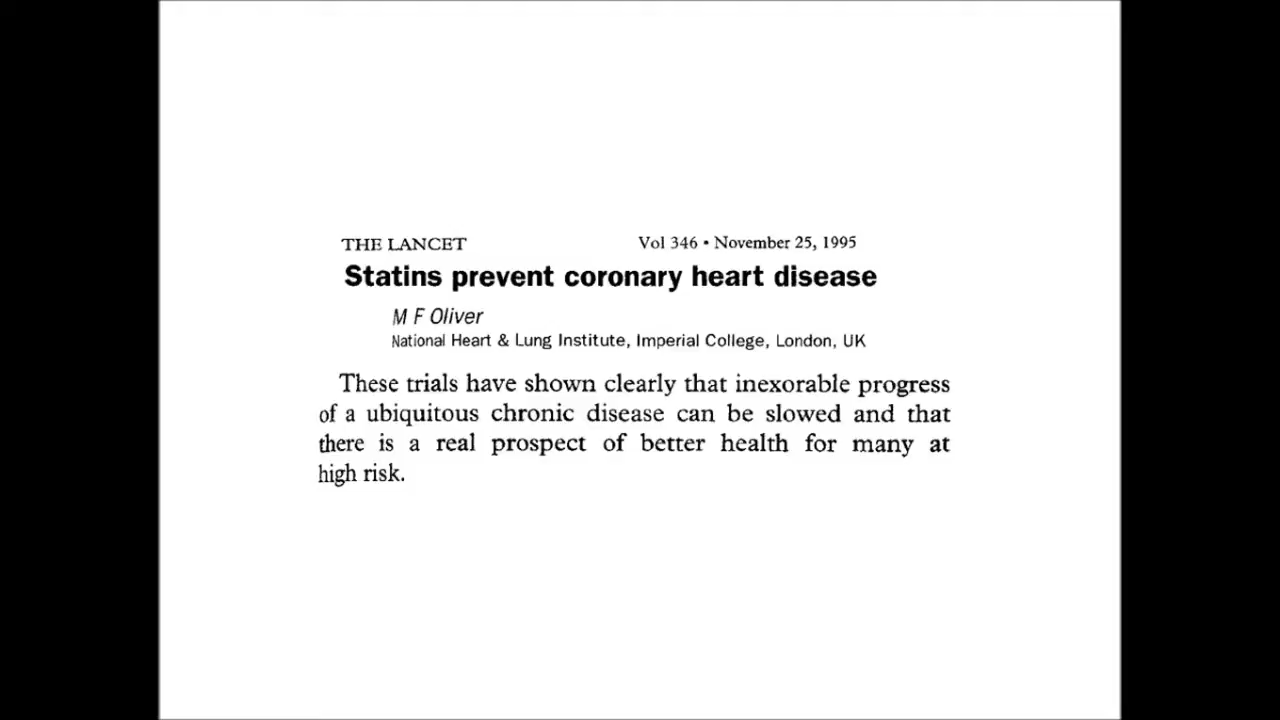 THE LANCET Vol 346 • November 25, 1995
Statins prevent coronary heart disease
M F Oliver
National Heart & Lung Institute, Imperial College, London, UK
These trials have shown clearly that inexorable progress
of a ubiquitous chronic disease can be slowed and that
there is a real prospect of better health for many at
high risk.